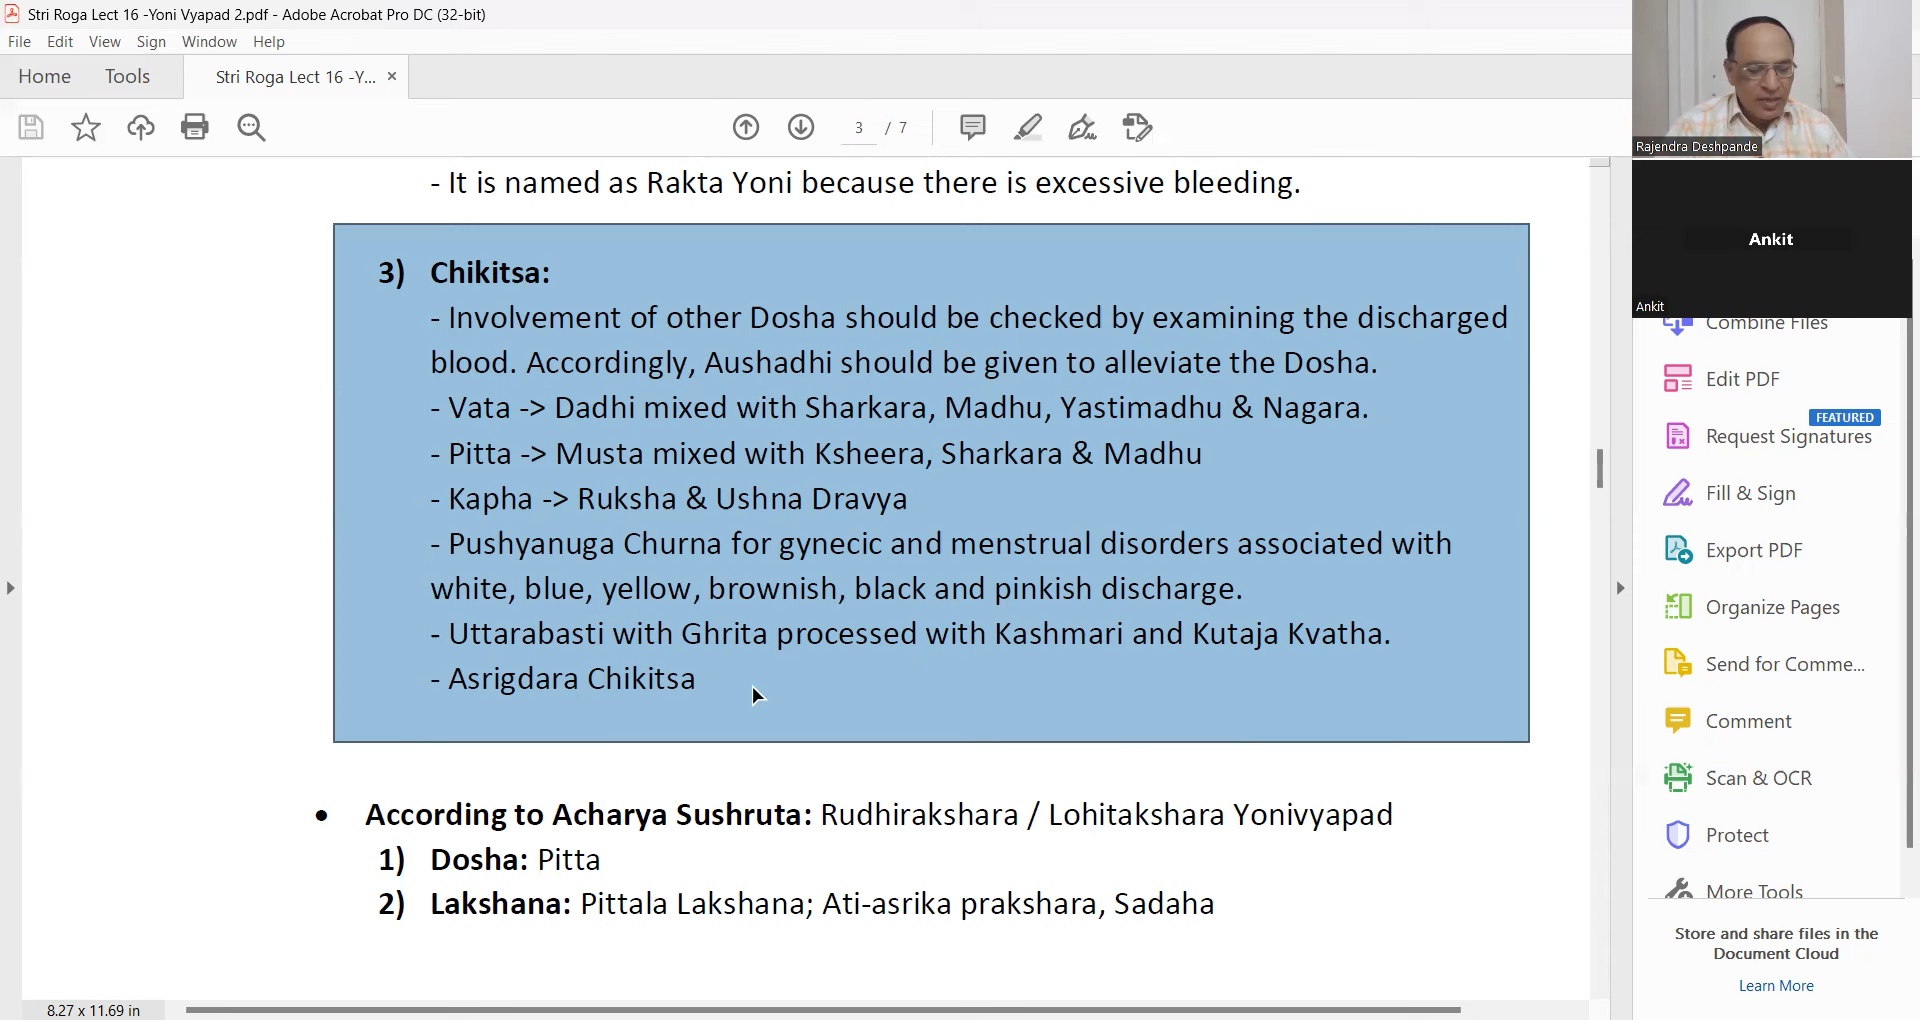 Stri Roga Lect 16 -Yoni Vyapad 2.pdf - Adobe Acrobat Pro DC (32-bit)
File Edit View Sign Window Help
Home Tools Stri Roga Lect 16 -Y... ×
3 / 7
- It is named as Rakta Yoni because there is excessive bleeding.
3) Chikitsa:
- Involvement of other Dosha should be checked by examining the discharged
blood. Accordingly, Aushadhi should be given to alleviate the Dosha.
- Vata -> Dadhi mixed with Sharkara, Madhu, Yastimadhu & Nagara.
- Pitta -> Musta mixed with Ksheera, Sharkara & Madhu
- Kapha -> Ruksha & Ushna Dravya
- Pushyanuga Churna for gynecic and menstrual disorders associated with
white, blue, yellow, brownish, black and pinkish discharge.
- Uttarabasti with Ghrita processed with Kashmari and Kutaja Kvatha.
- Asrigdara Chikitsa
• According to Acharya Sushruta: Rudhirakshara / Lohitakshara Yonivyapad
1) Dosha: Pitta
2) Lakshana: Pittala Lakshana; Ati-asrika prakshara, Sadaha
8.27 x 11.69 in
Rajendra Deshpande
Ankit
Ankit
Combine Files
Edit PDF
FEATURED
Request Signatures
Fill & Sign
Export PDF
Organize Pages
Send for Comme...
Comment
Scan & OCR
Protect
More Tools
Store and share files in the
Document Cloud
Learn More